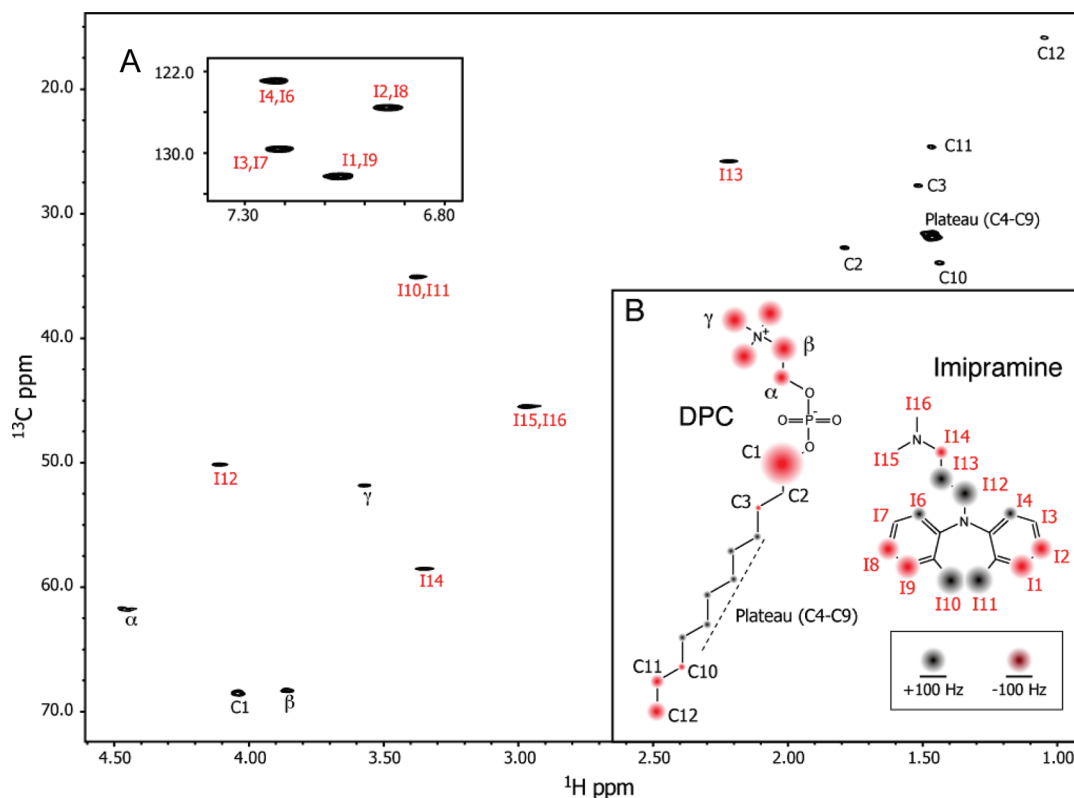 A
122.0
130.0
7.30
6.80
I4,I6
I2,I8
I3,I7
I1,I9
20.0
30.0
40.0
50.0
60.0
70.0
¹³C ppm
4.50
4.00
3.50
3.00
2.50
2.00
1.50
1.00
¹H ppm
C12
C11
I13
C3
Plateau (C4-C9)
C2
C10
I10,I11
I15,I16
I12
γ
I14
α
C1
β
B
γ
N⁺
β
α
O
O
P⁻
O
O
DPC
C1
C2
C3
Plateau (C4-C9)
C11
C10
C12
Imipramine
I16
N
I14
I15
I13
I12
I6
I4
I7
N
I3
I8
I2
I9
I1
I10
I11
+100 Hz
-100 Hz